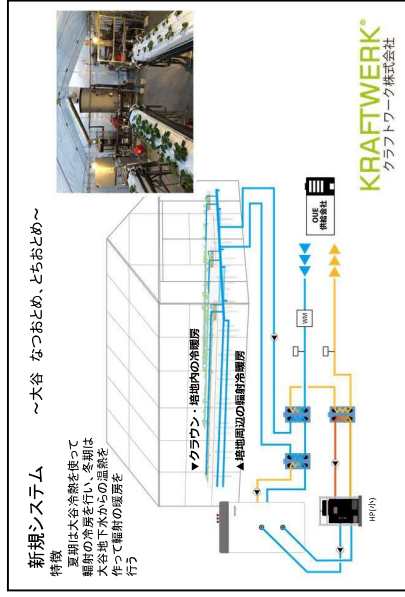 新規システム　～大谷　なつおとめ、とちおとめ～
特徴
夏期は大谷冷熱を使って
輻射の冷房を行い、冬期は
大谷地下水からの温熱を
作って輻射の暖房を
行う
▼クラウン・培地内の冷暖房
▲培地周辺の輻射冷暖房
WM
OUE
供給会社
HP(小)
KRAFTWERK®
クラフトワーク株式会社